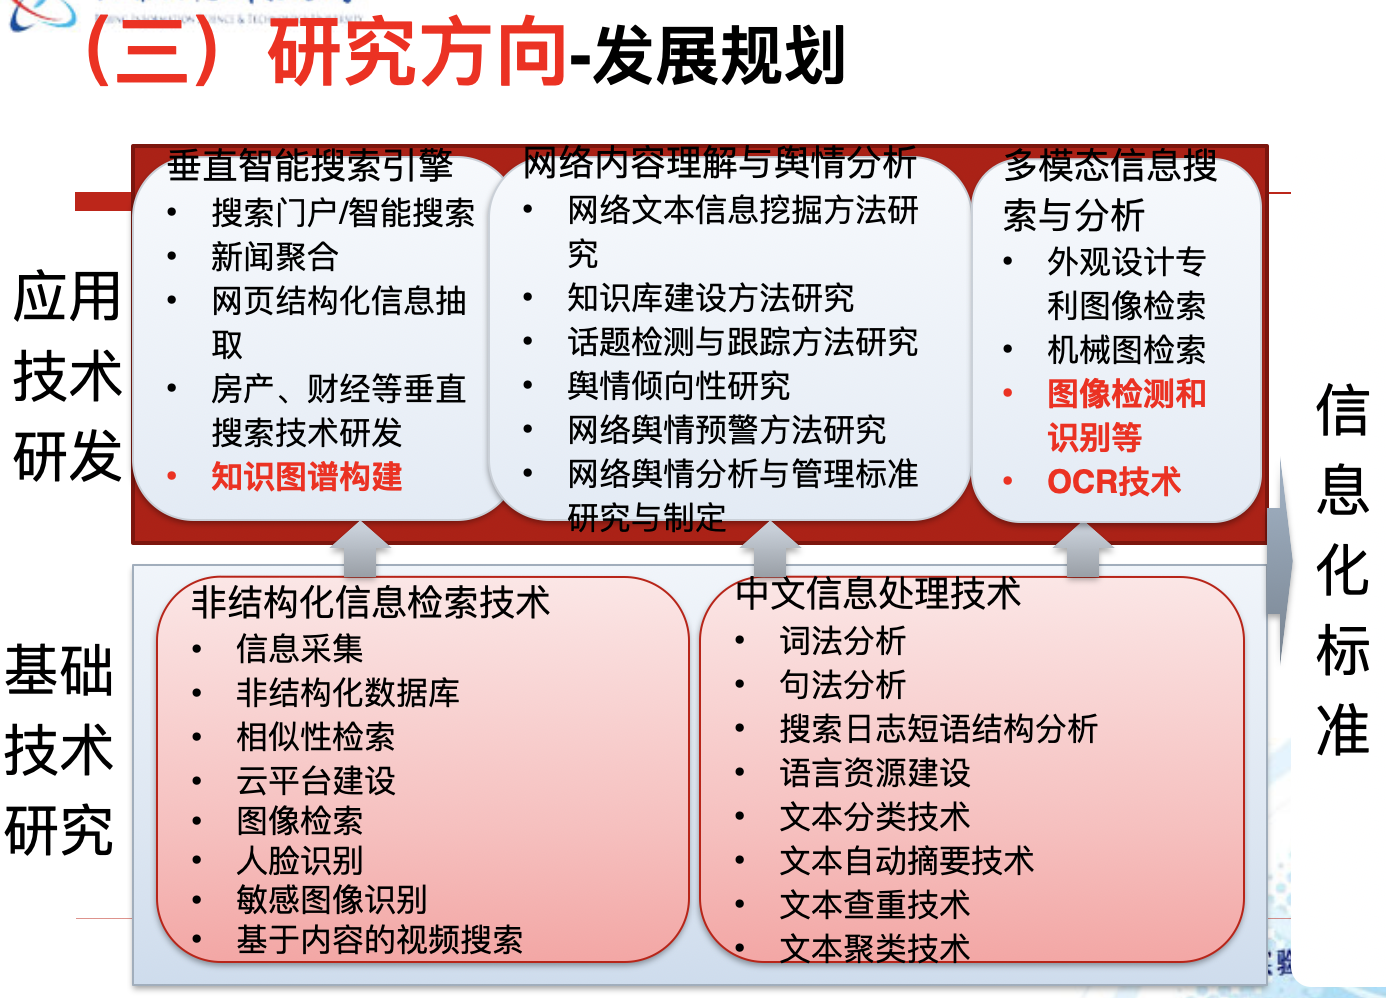 BEIJING INFORMATION SCIENCE & TECHNOLOGY UNIVERSITY
（三）研究方向-发展规划
应用
技术
研发
垂直智能搜索引擎
• 搜索门户/智能搜索
• 新闻聚合
• 网页结构化信息抽
取
• 房产、财经等垂直
搜索技术研发
• 知识图谱构建
网络内容理解与舆情分析
• 网络文本信息挖掘方法研
究
• 知识库建设方法研究
• 话题检测与跟踪方法研究
• 舆情倾向性研究
• 网络舆情预警方法研究
• 网络舆情分析与管理标准
研究与制定
多模态信息搜
索与分析
• 外观设计专
利图像检索
• 机械图检索
• 图像检测和
识别等
• OCR技术
基础
技术
研究
非结构化信息检索技术
• 信息采集
• 非结构化数据库
• 相似性检索
• 云平台建设
• 图像检索
• 人脸识别
• 敏感图像识别
• 基于内容的视频搜索
中文信息处理技术
• 词法分析
• 句法分析
• 搜索日志短语结构分析
• 语言资源建设
• 文本分类技术
• 文本自动摘要技术
• 文本查重技术
• 文本聚类技术
信
息
化
标
准